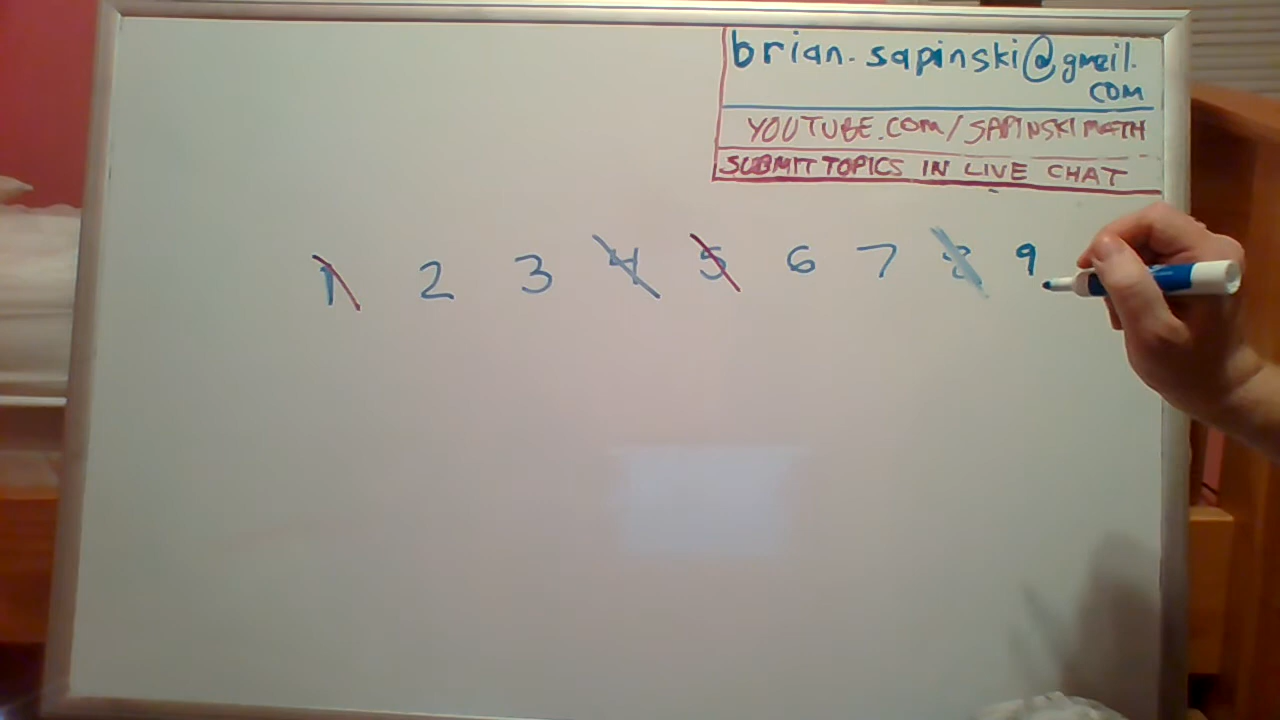 brian.sapinski@gmail.
com
YOUTUBE.COM/SAPINSKIMATH
SUBMIT TOPICS IN LIVE CHAT
1 2 3 4 5 6 7 8 9